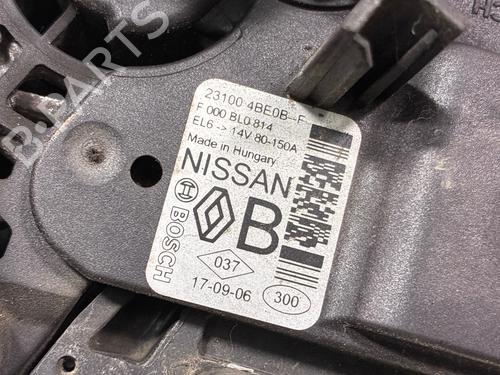 23100 4BE0B--F
F 000 BL0 814
EL6 -> 14V 80-150A
Made in Hungary
NISSAN
BOSCH
B
037
17-09-06
300
B-PARTS